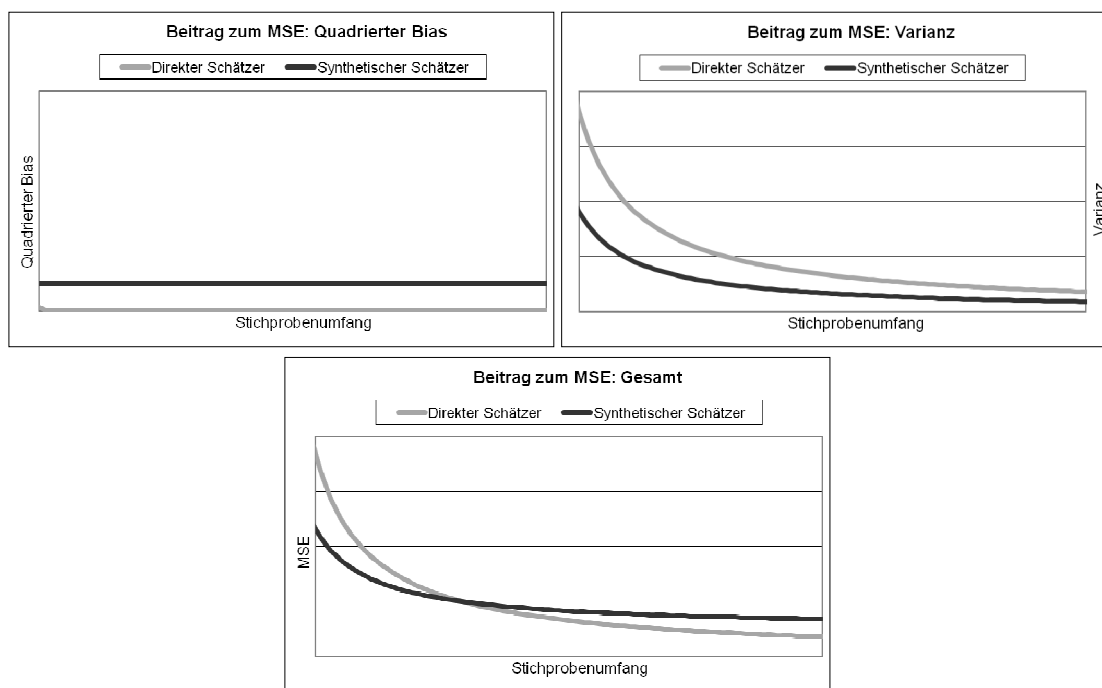 Beitrag zum MSE: Quadrierter Bias
Direkter Schätzer Synthetischer Schätzer
Quadrierter Bias
Stichprobenumfang
Beitrag zum MSE: Varianz
Direkter Schätzer Synthetischer Schätzer
Varianz
Stichprobenumfang
Beitrag zum MSE: Gesamt
Direkter Schätzer Synthetischer Schätzer
MSE
Stichprobenumfang